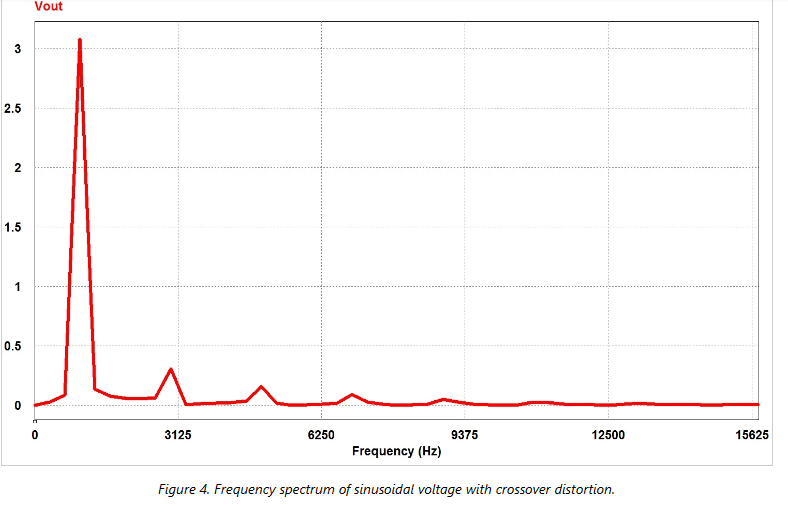 Vout
3
2.5
2
1.5
1
0.5
0
0 3125 6250 9375 12500 15625
Frequency (Hz)
Figure 4. Frequency spectrum of sinusoidal voltage with crossover distortion.